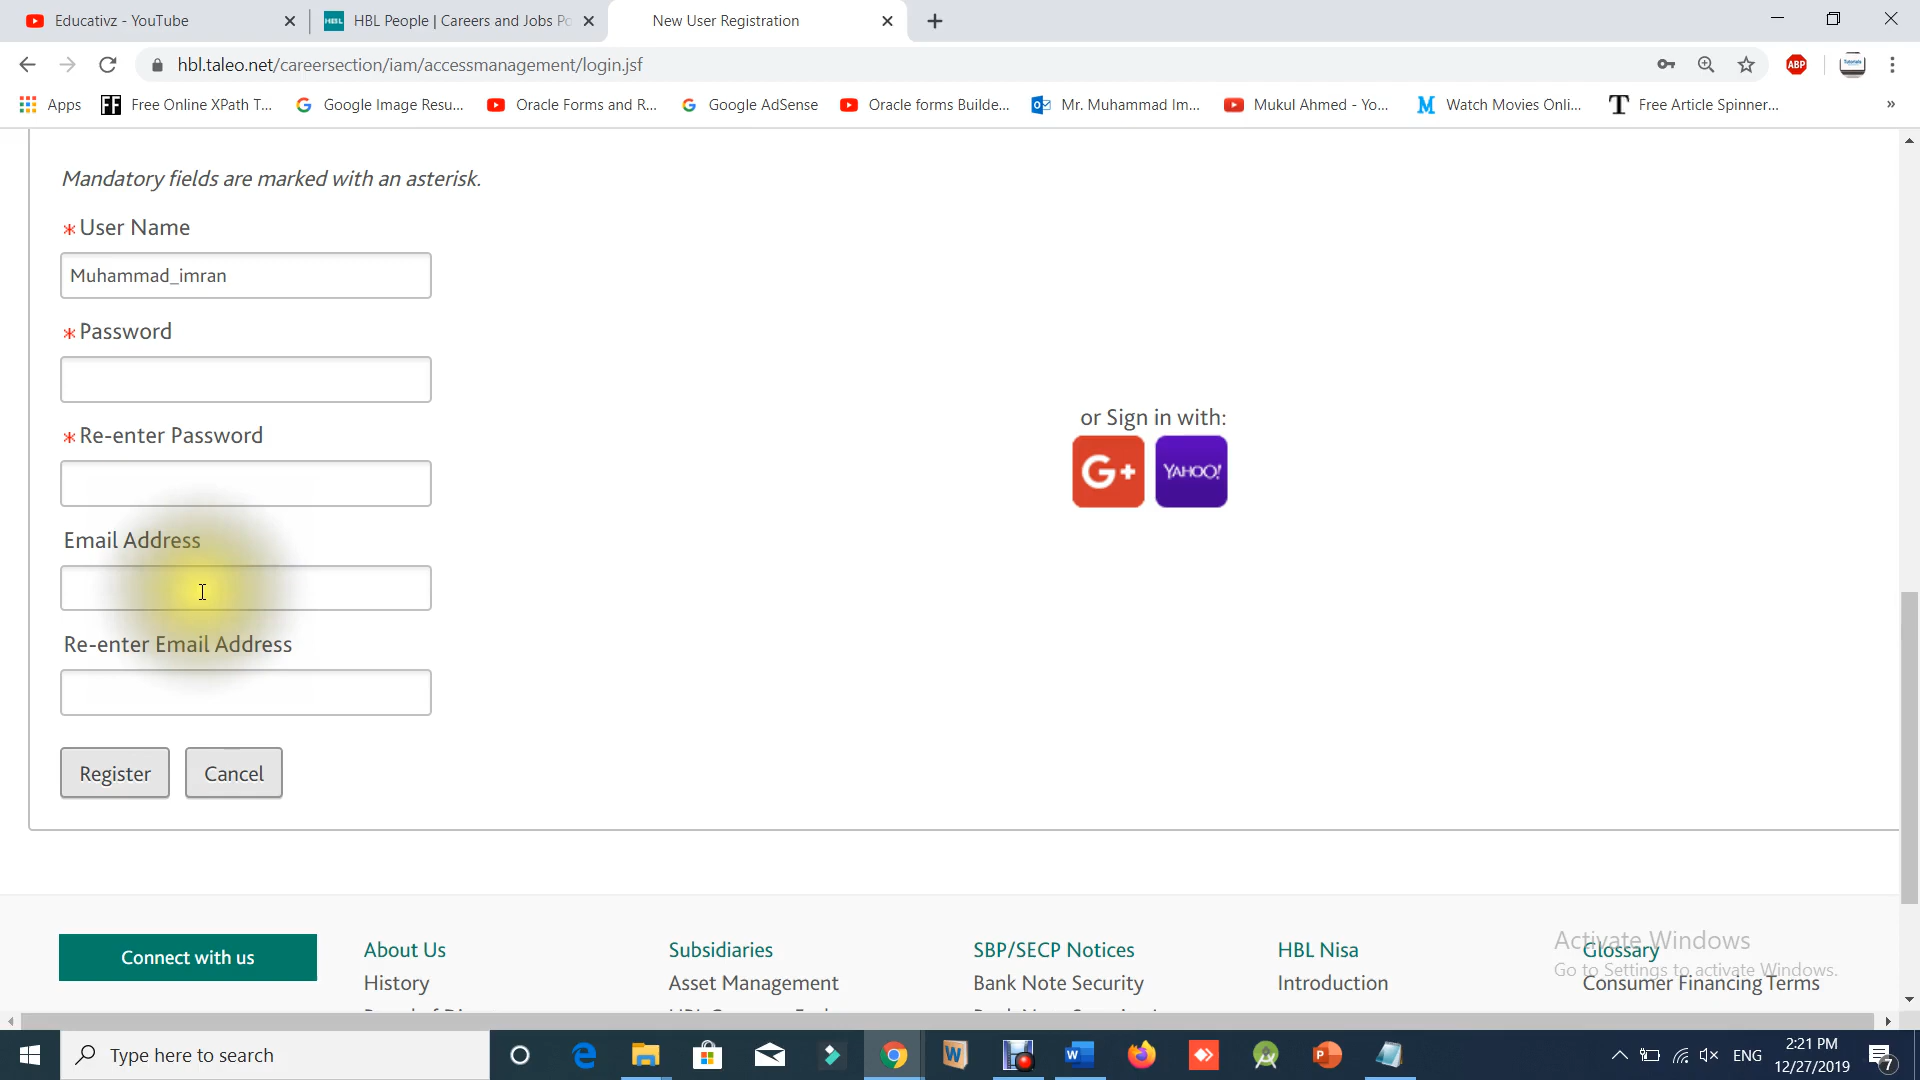 Educativz - YouTube
HBL
HBL People | Careers and Jobs Po
New User Registration
hbl.taleo.net/careersection/iam/accessmanagement/login.jsf
ABP
Apps
FF
Free Online XPath T...
Google Image Resu...
Oracle Forms and R...
Google AdSense
Oracle forms Builde...
Mr. Muhammad Im...
Mukul Ahmed - Yo...
M
Watch Movies Onli...
T
Free Article Spinner...
»
Mandatory fields are marked with an asterisk.
* User Name
Muhammad_imran
* Password
* Re-enter Password
or Sign in with:
G+
YAHOO!
Email Address
Re-enter Email Address
Register
Cancel
Connect with us
About Us
Subsidiaries
SBP/SECP Notices
HBL Nisa
Glossary
History
Asset Management
Bank Note Security
Introduction
Consumer Financing Terms
Activate Windows
Go to Settings to activate Windows.
Type here to search
ENG
2:21 PM
12/27/2019
7